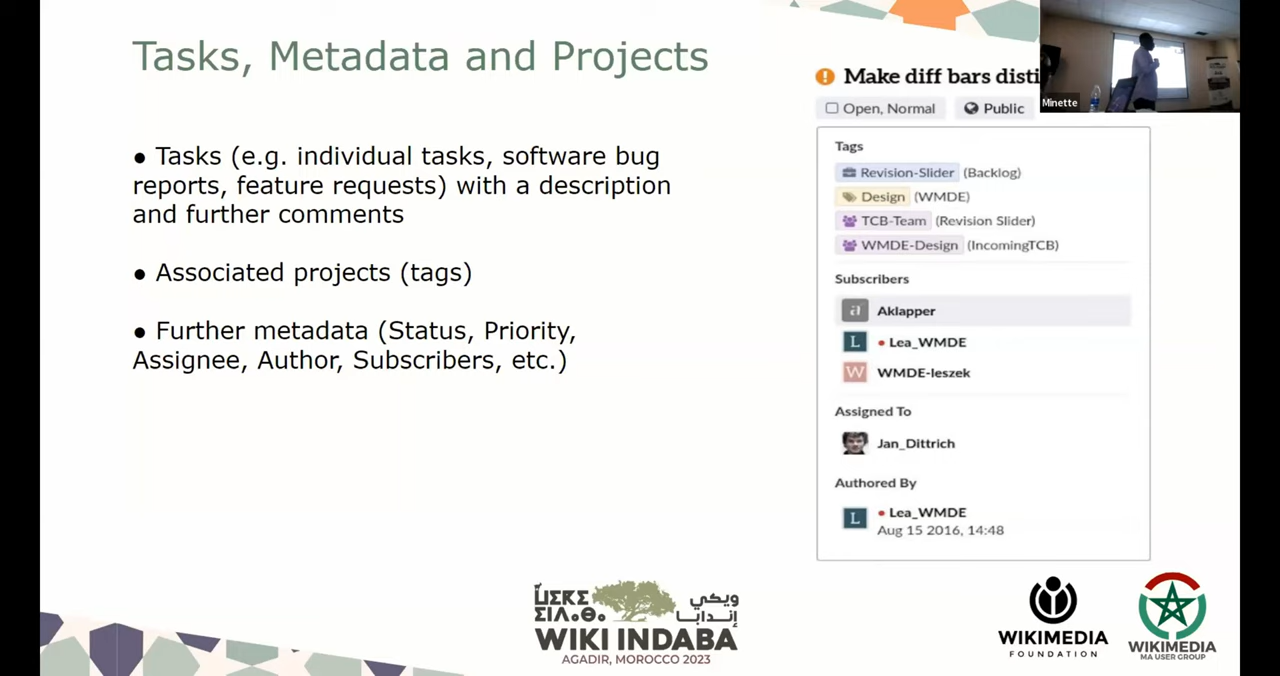 Tasks, Metadata and Projects
● Tasks (e.g. individual tasks, software bug
reports, feature requests) with a description
and further comments
● Associated projects (tags)
● Further metadata (Status, Priority,
Assignee, Author, Subscribers, etc.)
Make diff bars disti
Open, Normal
Public
Minette
Tags
Revision-Slider (Backlog)
Design (WMDE)
TCB-Team (Revision Slider)
WMDE-Design (IncomingTCB)
Subscribers
a Aklapper
L Lea_WMDE
W WMDE-leszek
Assigned To
Jan_Dittrich
Authored By
L Lea_WMDE
Aug 15 2016, 14:48
ويكي
إندابا
WIKI INDABA
AGADIR, MOROCCO 2023
WIKIMEDIA
FOUNDATION
WIKIMEDIA
MA USER GROUP